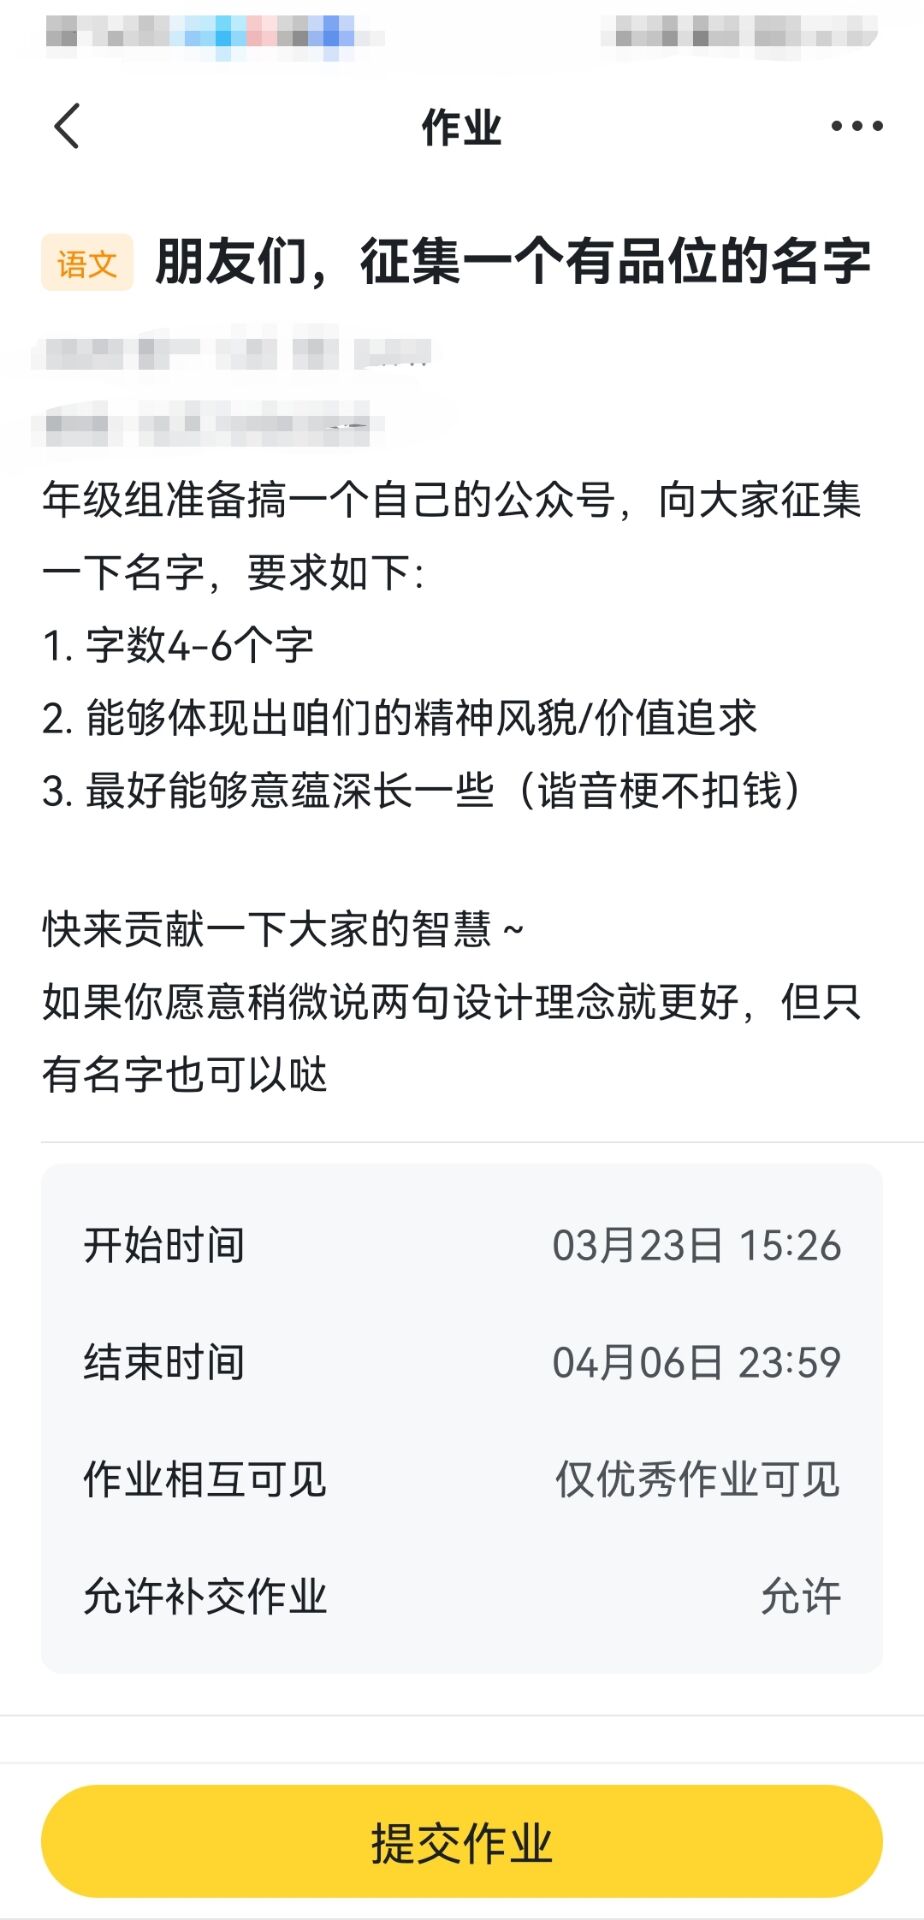 作业
语文 朋友们，征集一个有品位的名字
年级组准备搞一个自己的公众号，向大家征集
一下名字，要求如下：
1. 字数4-6个字
2. 能够体现出咱们的精神风貌/价值追求
3. 最好能够意蕴深长一些（谐音梗不扣钱）
快来贡献一下大家的智慧～
如果你愿意稍微说两句设计理念就更好，但只
有名字也可以哒
开始时间 03月23日 15:26
结束时间 04月06日 23:59
作业相互可见 仅优秀作业可见
允许补交作业 允许
提交作业